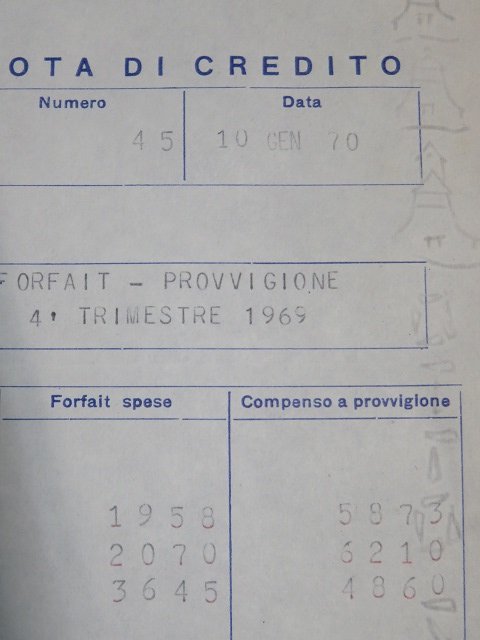 OTA DI CREDITO
Numero Data
45 10 GEN 70
FORFAIT - PROVVIGIONE
4' TRIMESTRE 1969
Forfait spese Compenso a provvigione
1958 5873
2070 6210
3645 4860